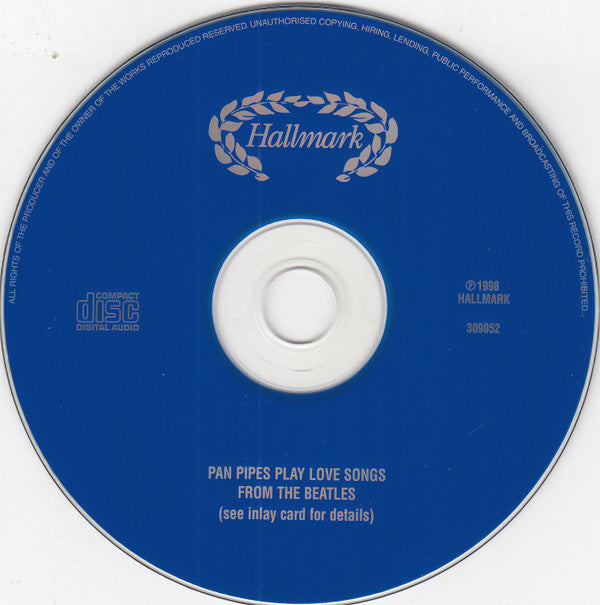 ALL RIGHTS OF THE PRODUCER AND OF THE OWNER OF THE WORKS REPRODUCED RESERVED. UNAUTHORISED COPYING, HIRING, LENDING, PUBLIC PERFORMANCE AND BROADCASTING OF THIS RECORD PROHIBITED.
Hallmark
COMPACT
disc
DIGITAL AUDIO
℗ 1998
HALLMARK
309052
PAN PIPES PLAY LOVE SONGS
FROM THE BEATLES
(see inlay card for details)